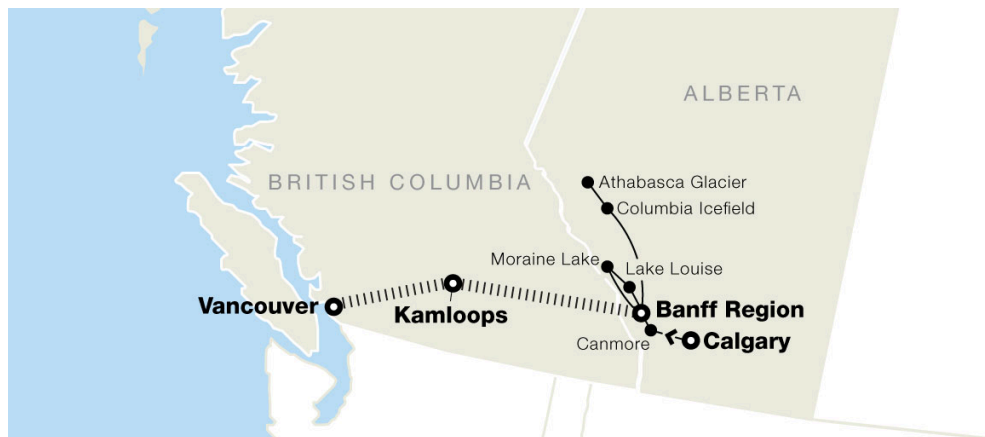 ALBERTA
BRITISH COLUMBIA
Athabasca Glacier
Columbia Icefield
Moraine Lake
Lake Louise
Vancouver
Kamloops
Banff Region
Canmore
Calgary